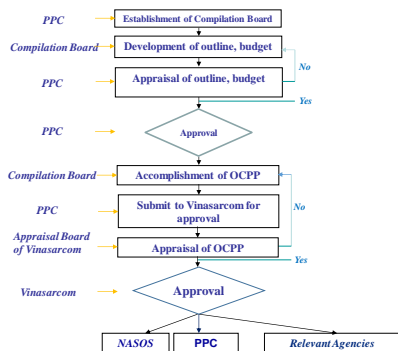 PPC
Establishment of Compilation Board
Compilation Board
Development of outline, budget
No
PPC
Appraisal of outline, budget
Yes
PPC
Approval
Compilation Board
Accomplishment of OCPP
PPC
Submit to Vinasarcom for
approval
No
Appraisal Board
of Vinasarcom
Appraisal of OCPP
Yes
Vinasarcom
Approval
NASOS
PPC
Relevant Agencies